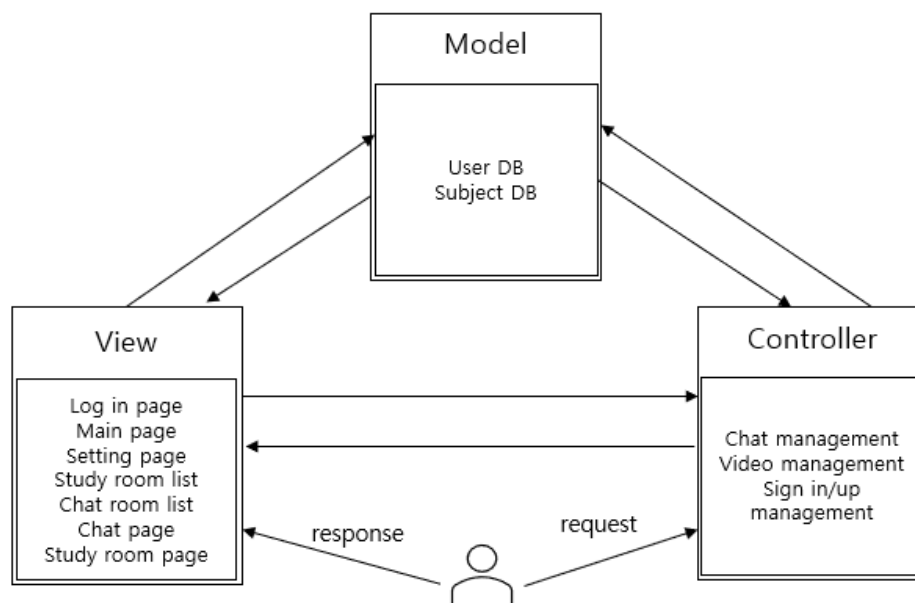 Model
User DB
Subject DB
View
Log in page
Main page
Setting page
Study room list
Chat room list
Chat page
Study room page
Controller
Chat management
Video management
Sign in/up
management
response
request